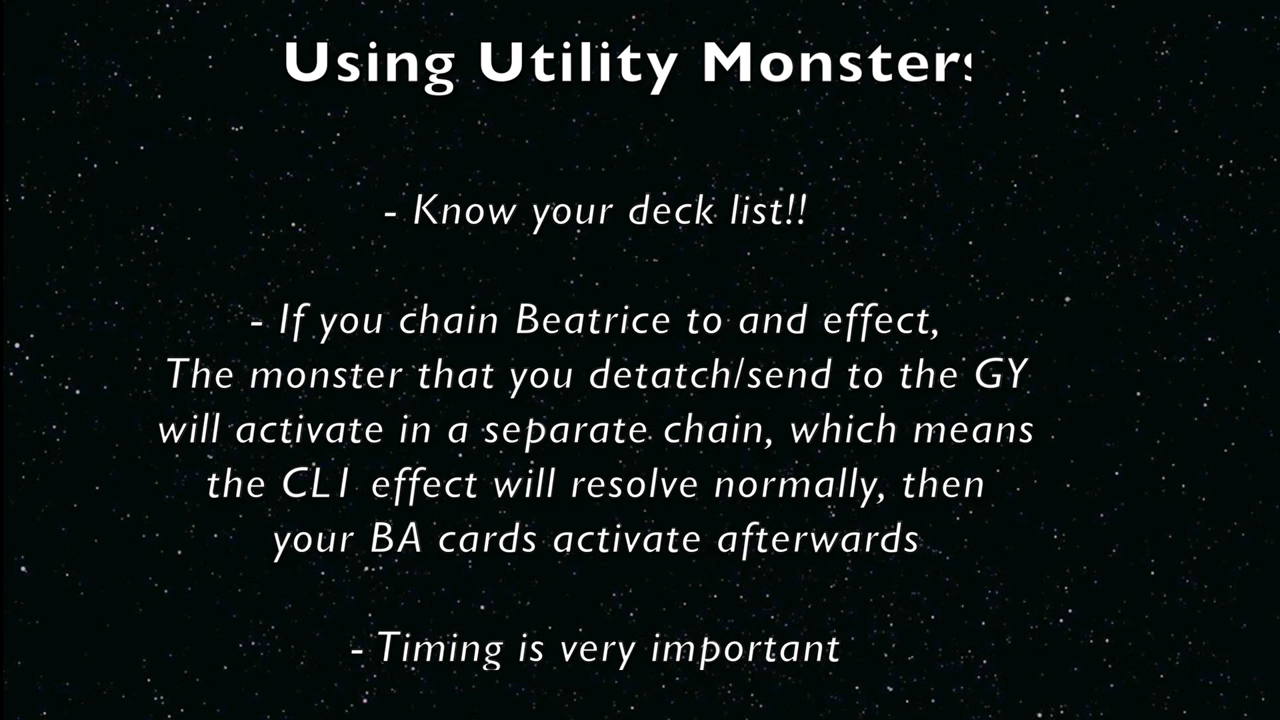 Using Utility Monsters
- Know your deck list!!
- If you chain Beatrice to and effect,
The monster that you detatch/send to the GY
will activate in a separate chain, which means
the CL1 effect will resolve normally, then
your BA cards activate afterwards
- Timing is very important